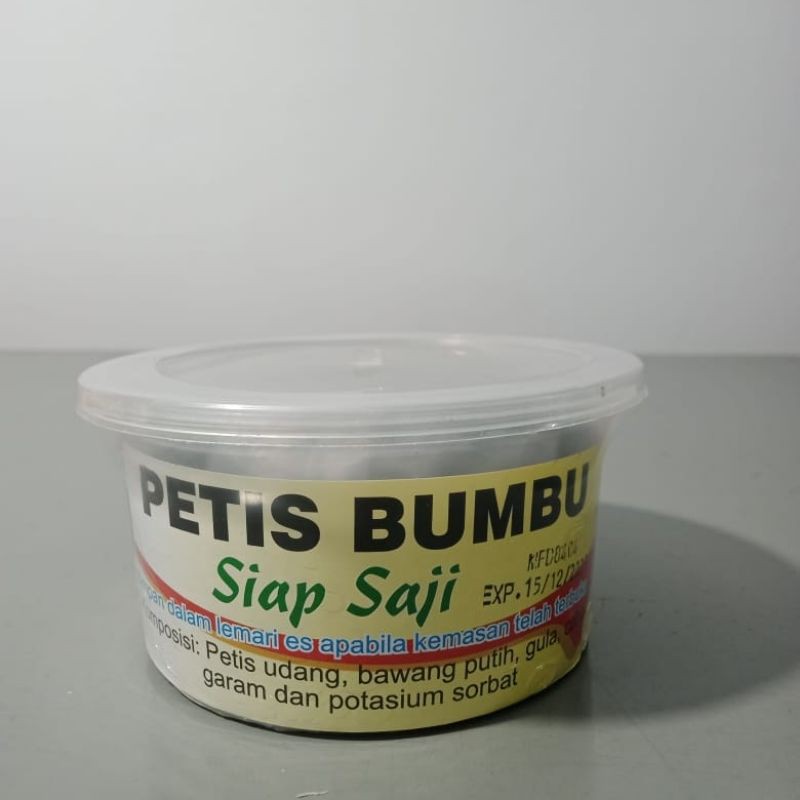 PETIS BUMBU
Siap Saji
EXP. 15/12/
dalam lemari es apabila kemasan telah
Petis udang, bawang putih, gula,
garam dan potasium sorbat